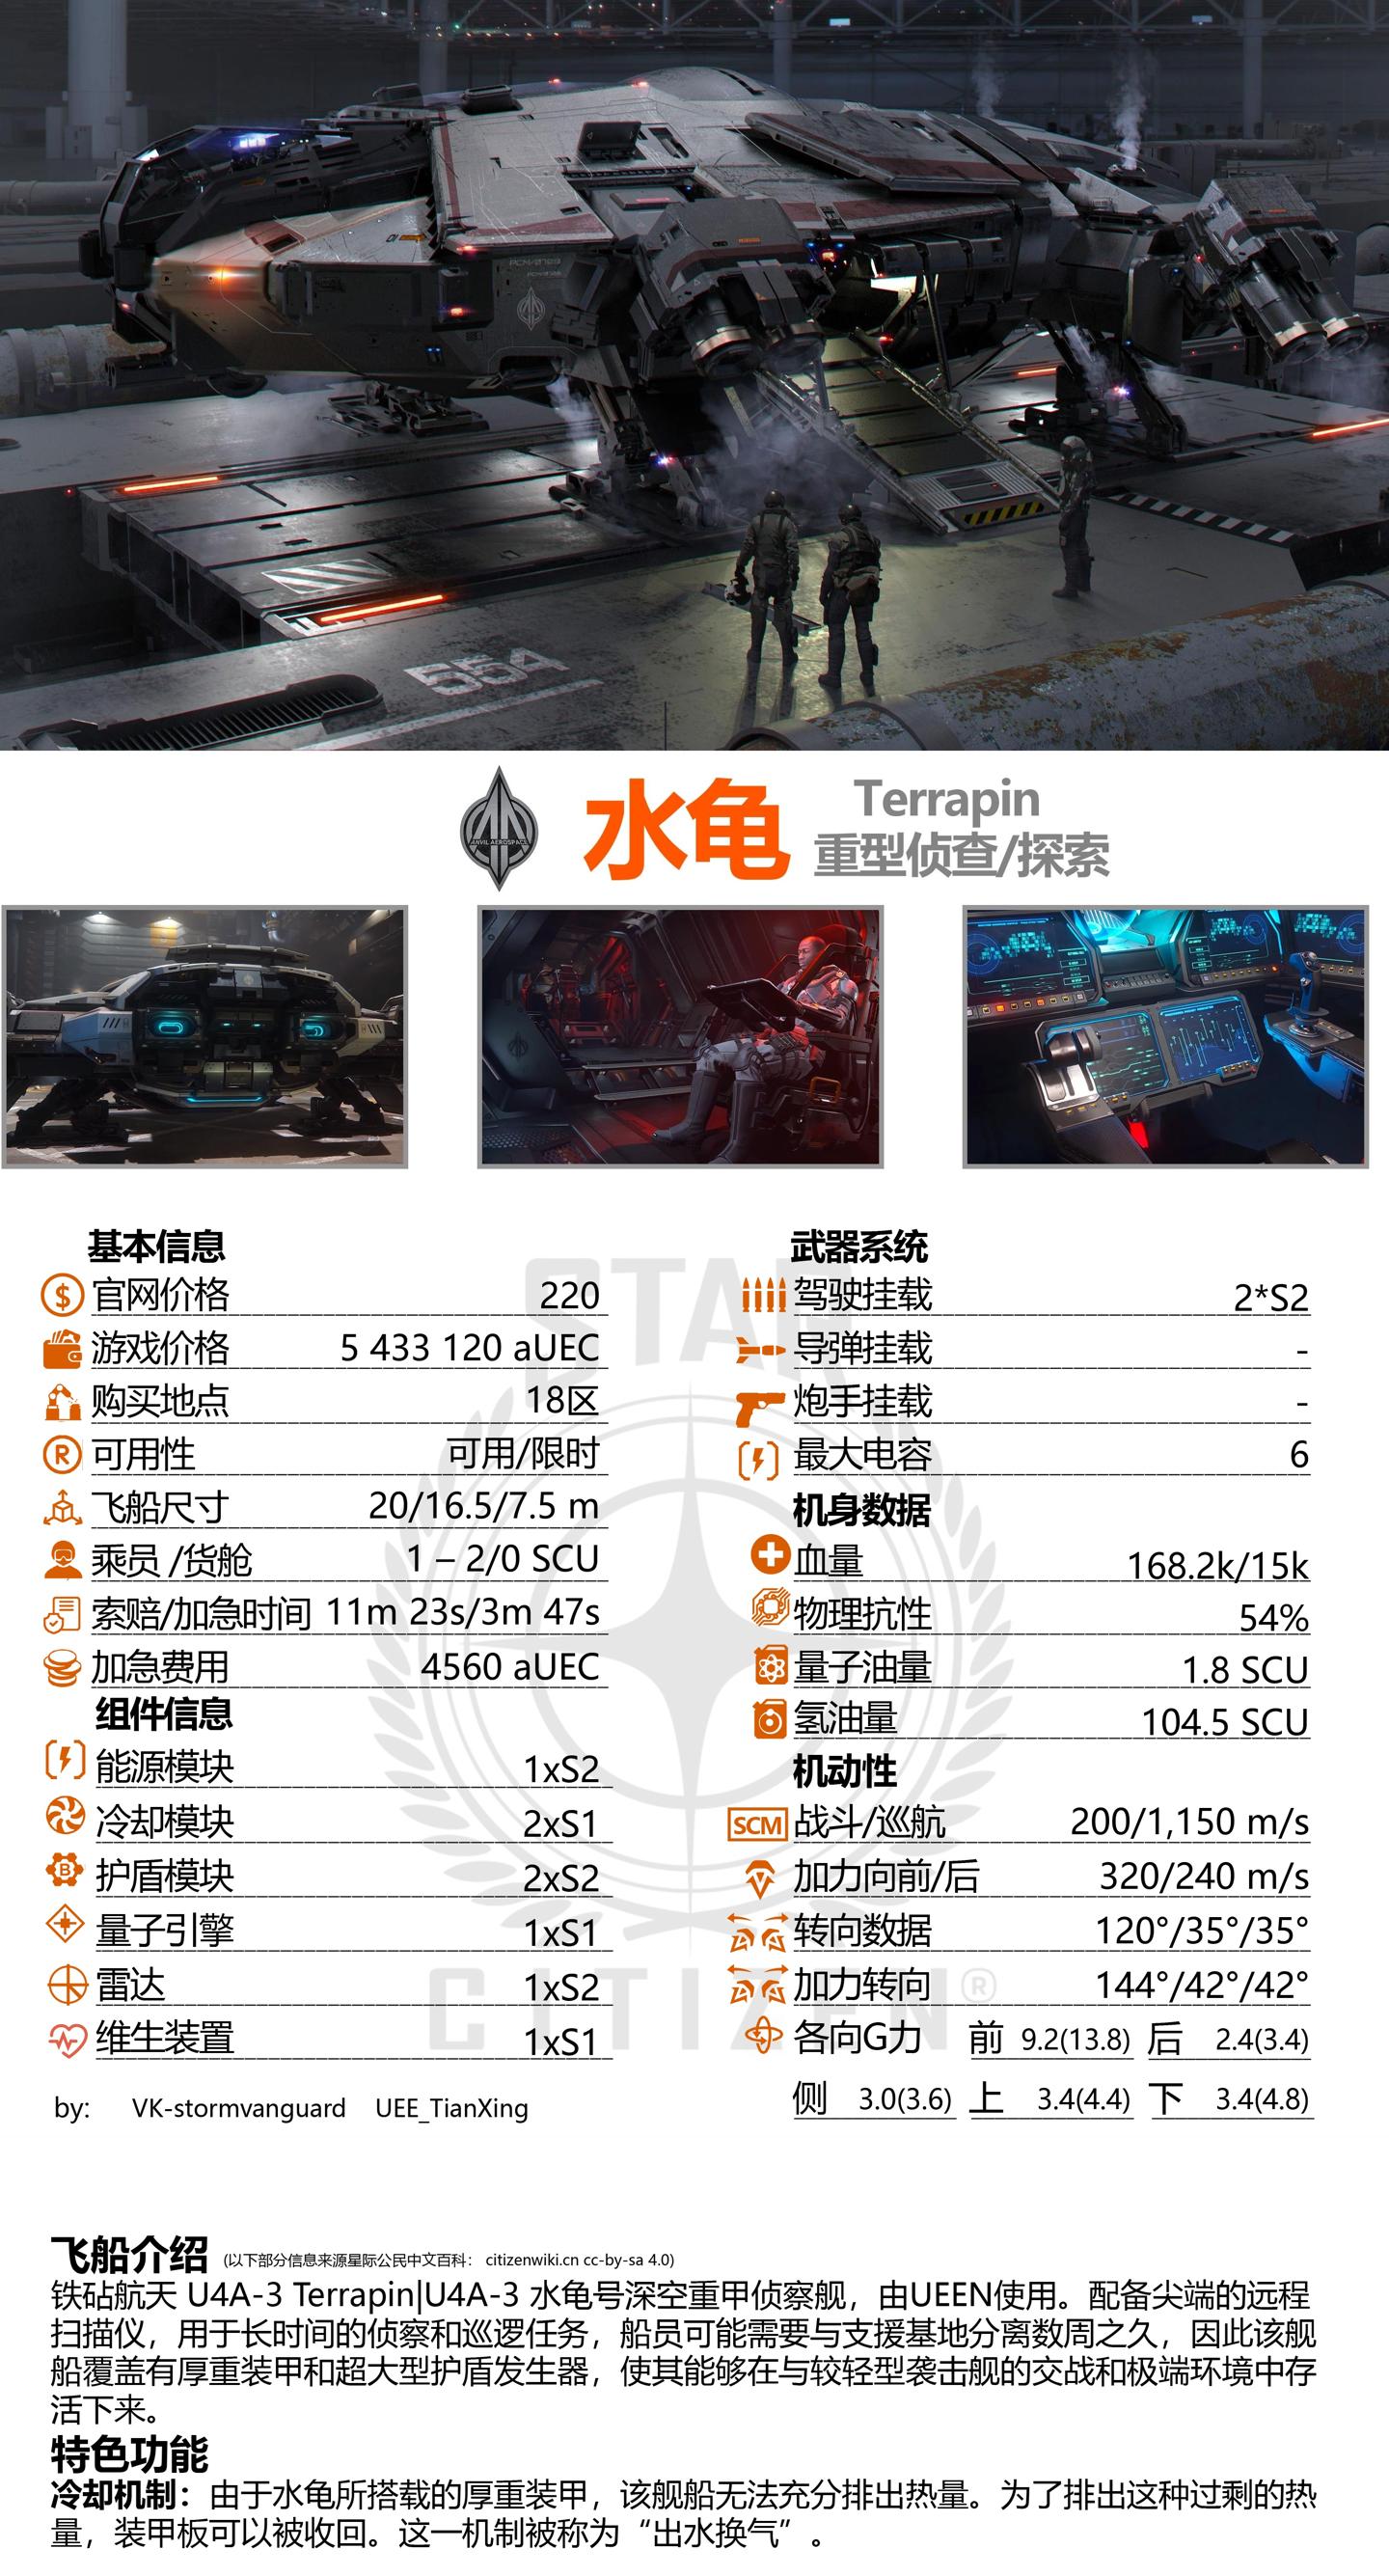 554
ANVIL AEROSPACE
水龟
Terrapin
重型侦查/探索
STAR
CITIZEN®
基本信息
官网价格 220
游戏价格 5 433 120 aUEC
购买地点 18区
可用性 可用/限时
飞船尺寸 20/16.5/7.5 m
乘员 /货舱 1 – 2/0 SCU
索赔/加急时间 11m 23s/3m 47s
加急费用 4560 aUEC
组件信息
能源模块 1xS2
冷却模块 2xS1
护盾模块 2xS2
量子引擎 1xS1
雷达 1xS2
维生装置 1xS1
by: VK-stormvanguard UEE_TianXing
武器系统
驾驶挂载 2*S2
导弹挂载 -
炮手挂载 -
最大电容 6
机身数据
血量 168.2k/15k
物理抗性 54%
量子油量 1.8 SCU
氢油量 104.5 SCU
机动性
SCM 战斗/巡航 200/1,150 m/s
加力向前/后 320/240 m/s
转向数据 120°/35°/35°
加力转向 144°/42°/42°
各向G力 前 9.2(13.8) 后 2.4(3.4)
侧 3.0(3.6) 上 3.4(4.4) 下 3.4(4.8)
飞船介绍 (以下部分信息来源星际公民中文百科： citizenwiki.cn cc-by-sa 4.0)
铁砧航天 U4A-3 Terrapin|U4A-3 水龟号深空重甲侦察舰，由UEEN使用。配备尖端的远程
扫描仪，用于长时间的侦察和巡逻任务，船员可能需要与支援基地分离数周之久，因此该舰
船覆盖有厚重装甲和超大型护盾发生器，使其能够在与较轻型袭击舰的交战和极端环境中存
活下来。
特色功能
冷却机制：由于水龟所搭载的厚重装甲，该舰船无法充分排出热量。为了排出这种过剩的热
量，装甲板可以被收回。这一机制被称为“出水换气”。